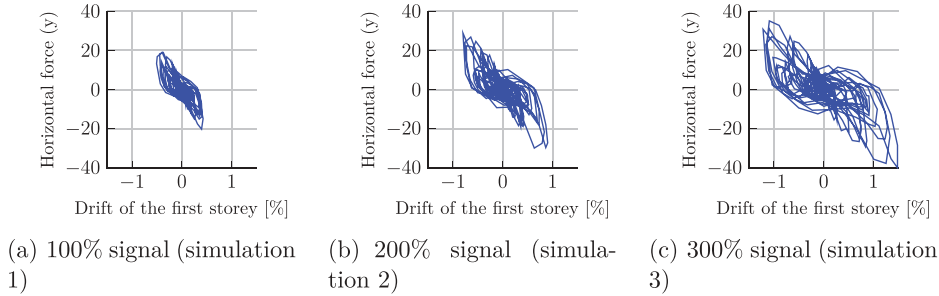 40
20
0
−20
−40
−1 0 1
Horizontal force (y)
Drift of the first storey [%]
(a) 100% signal (simulation
1)
40
20
0
−20
−40
−1 0 1
Horizontal force (y)
Drift of the first storey [%]
(b) 200% signal (simula-
tion 2)
40
20
0
−20
−40
−1 0 1
Horizontal force (y)
Drift of the first storey [%]
(c) 300% signal (simulation
3)